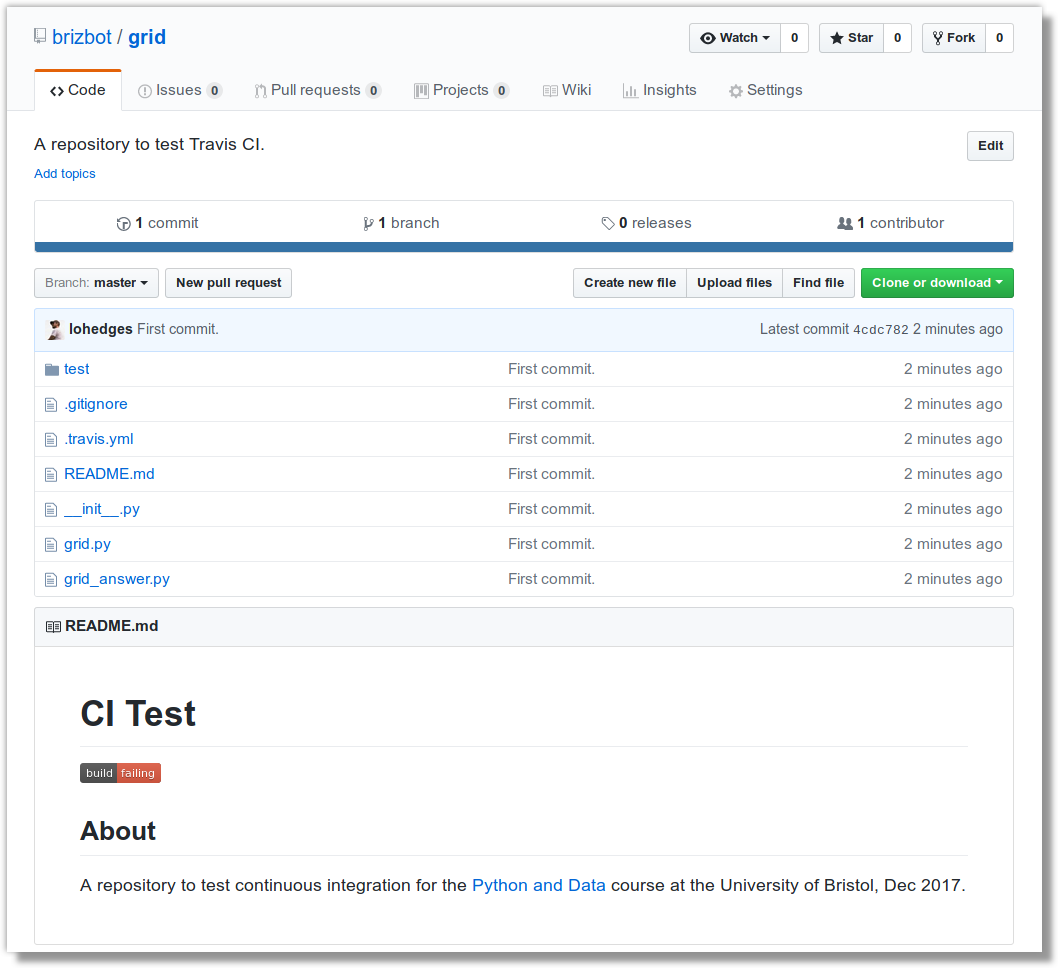 brizbot / grid Watch 0 Star 0 Fork 0
Code Issues 0 Pull requests 0 Projects 0 Wiki Insights Settings
A repository to test Travis CI. Edit
Add topics
1 commit 1 branch 0 releases 1 contributor
Branch: master New pull request Create new file Upload files Find file Clone or download
lohedges First commit. Latest commit 4cdc782 2 minutes ago
test First commit. 2 minutes ago
.gitignore First commit. 2 minutes ago
.travis.yml First commit. 2 minutes ago
README.md First commit. 2 minutes ago
__init__.py First commit. 2 minutes ago
grid.py First commit. 2 minutes ago
grid_answer.py First commit. 2 minutes ago
README.md
CI Test
build failing
About
A repository to test continuous integration for the Python and Data course at the University of Bristol, Dec 2017.